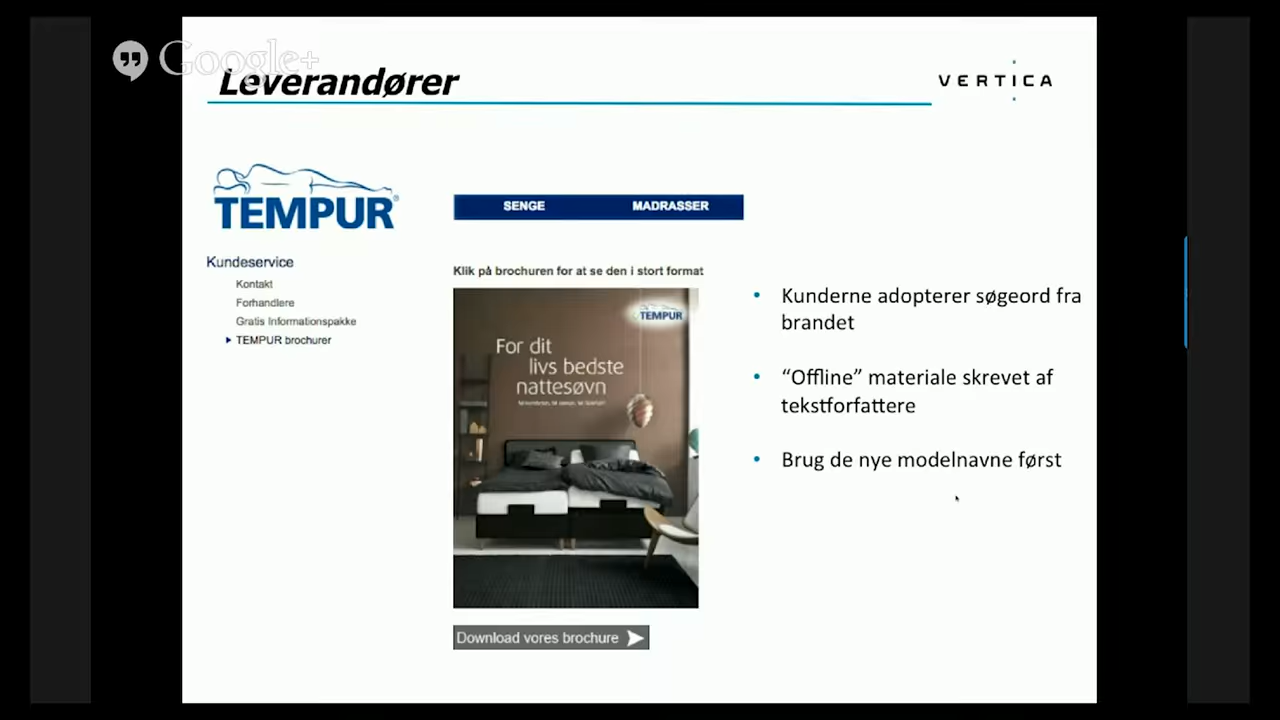 Google+
Leverandører
VERTICA
TEMPUR®
SENGE MADRASSER
Kundeservice
Kontakt
Forhandlere
Gratis Informationspakke
TEMPUR brochurer
Klik på brochuren for at se den i stort format
TEMPUR
For dit
livs bedste
nattesøvn
Download vores brochure
• Kunderne adopterer søgeord fra
brandet
• “Offline” materiale skrevet af
tekstforfattere
• Brug de nye modelnavne først